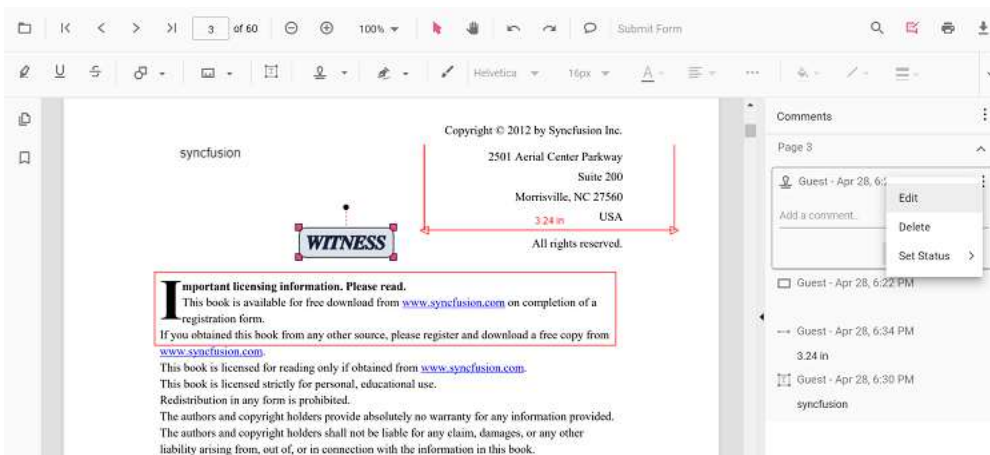 3 of 60 100% Submit Form
Helvetica 16px A
Comments
Page 3
Guest - Apr 28, 6:
Edit
Add a comment..
Delete
Set Status
Guest - Apr 28, 6:22 PM
Guest - Apr 28, 6:34 PM
3.24 in
Guest - Apr 28, 6:30 PM
syncfusion
Copyright © 2012 by Syncfusion Inc.
syncfusion
2501 Aerial Center Parkway
Suite 200
Morrisville, NC 27560
3.24 in USA
WITNESS
All rights reserved.
Important licensing information. Please read.
This book is available for free download from www.syncfusion.com on completion of a
registration form.
If you obtained this book from any other source, please register and download a free copy from
www.syncfusion.com.
This book is licensed for reading only if obtained from www.syncfusion.com.
This book is licensed strictly for personal, educational use.
Redistribution in any form is prohibited.
The authors and copyright holders provide absolutely no warranty for any information provided.
The authors and copyright holders shall not be liable for any claim, damages, or any other
liability arising from, out of, or in connection with the information in this book.